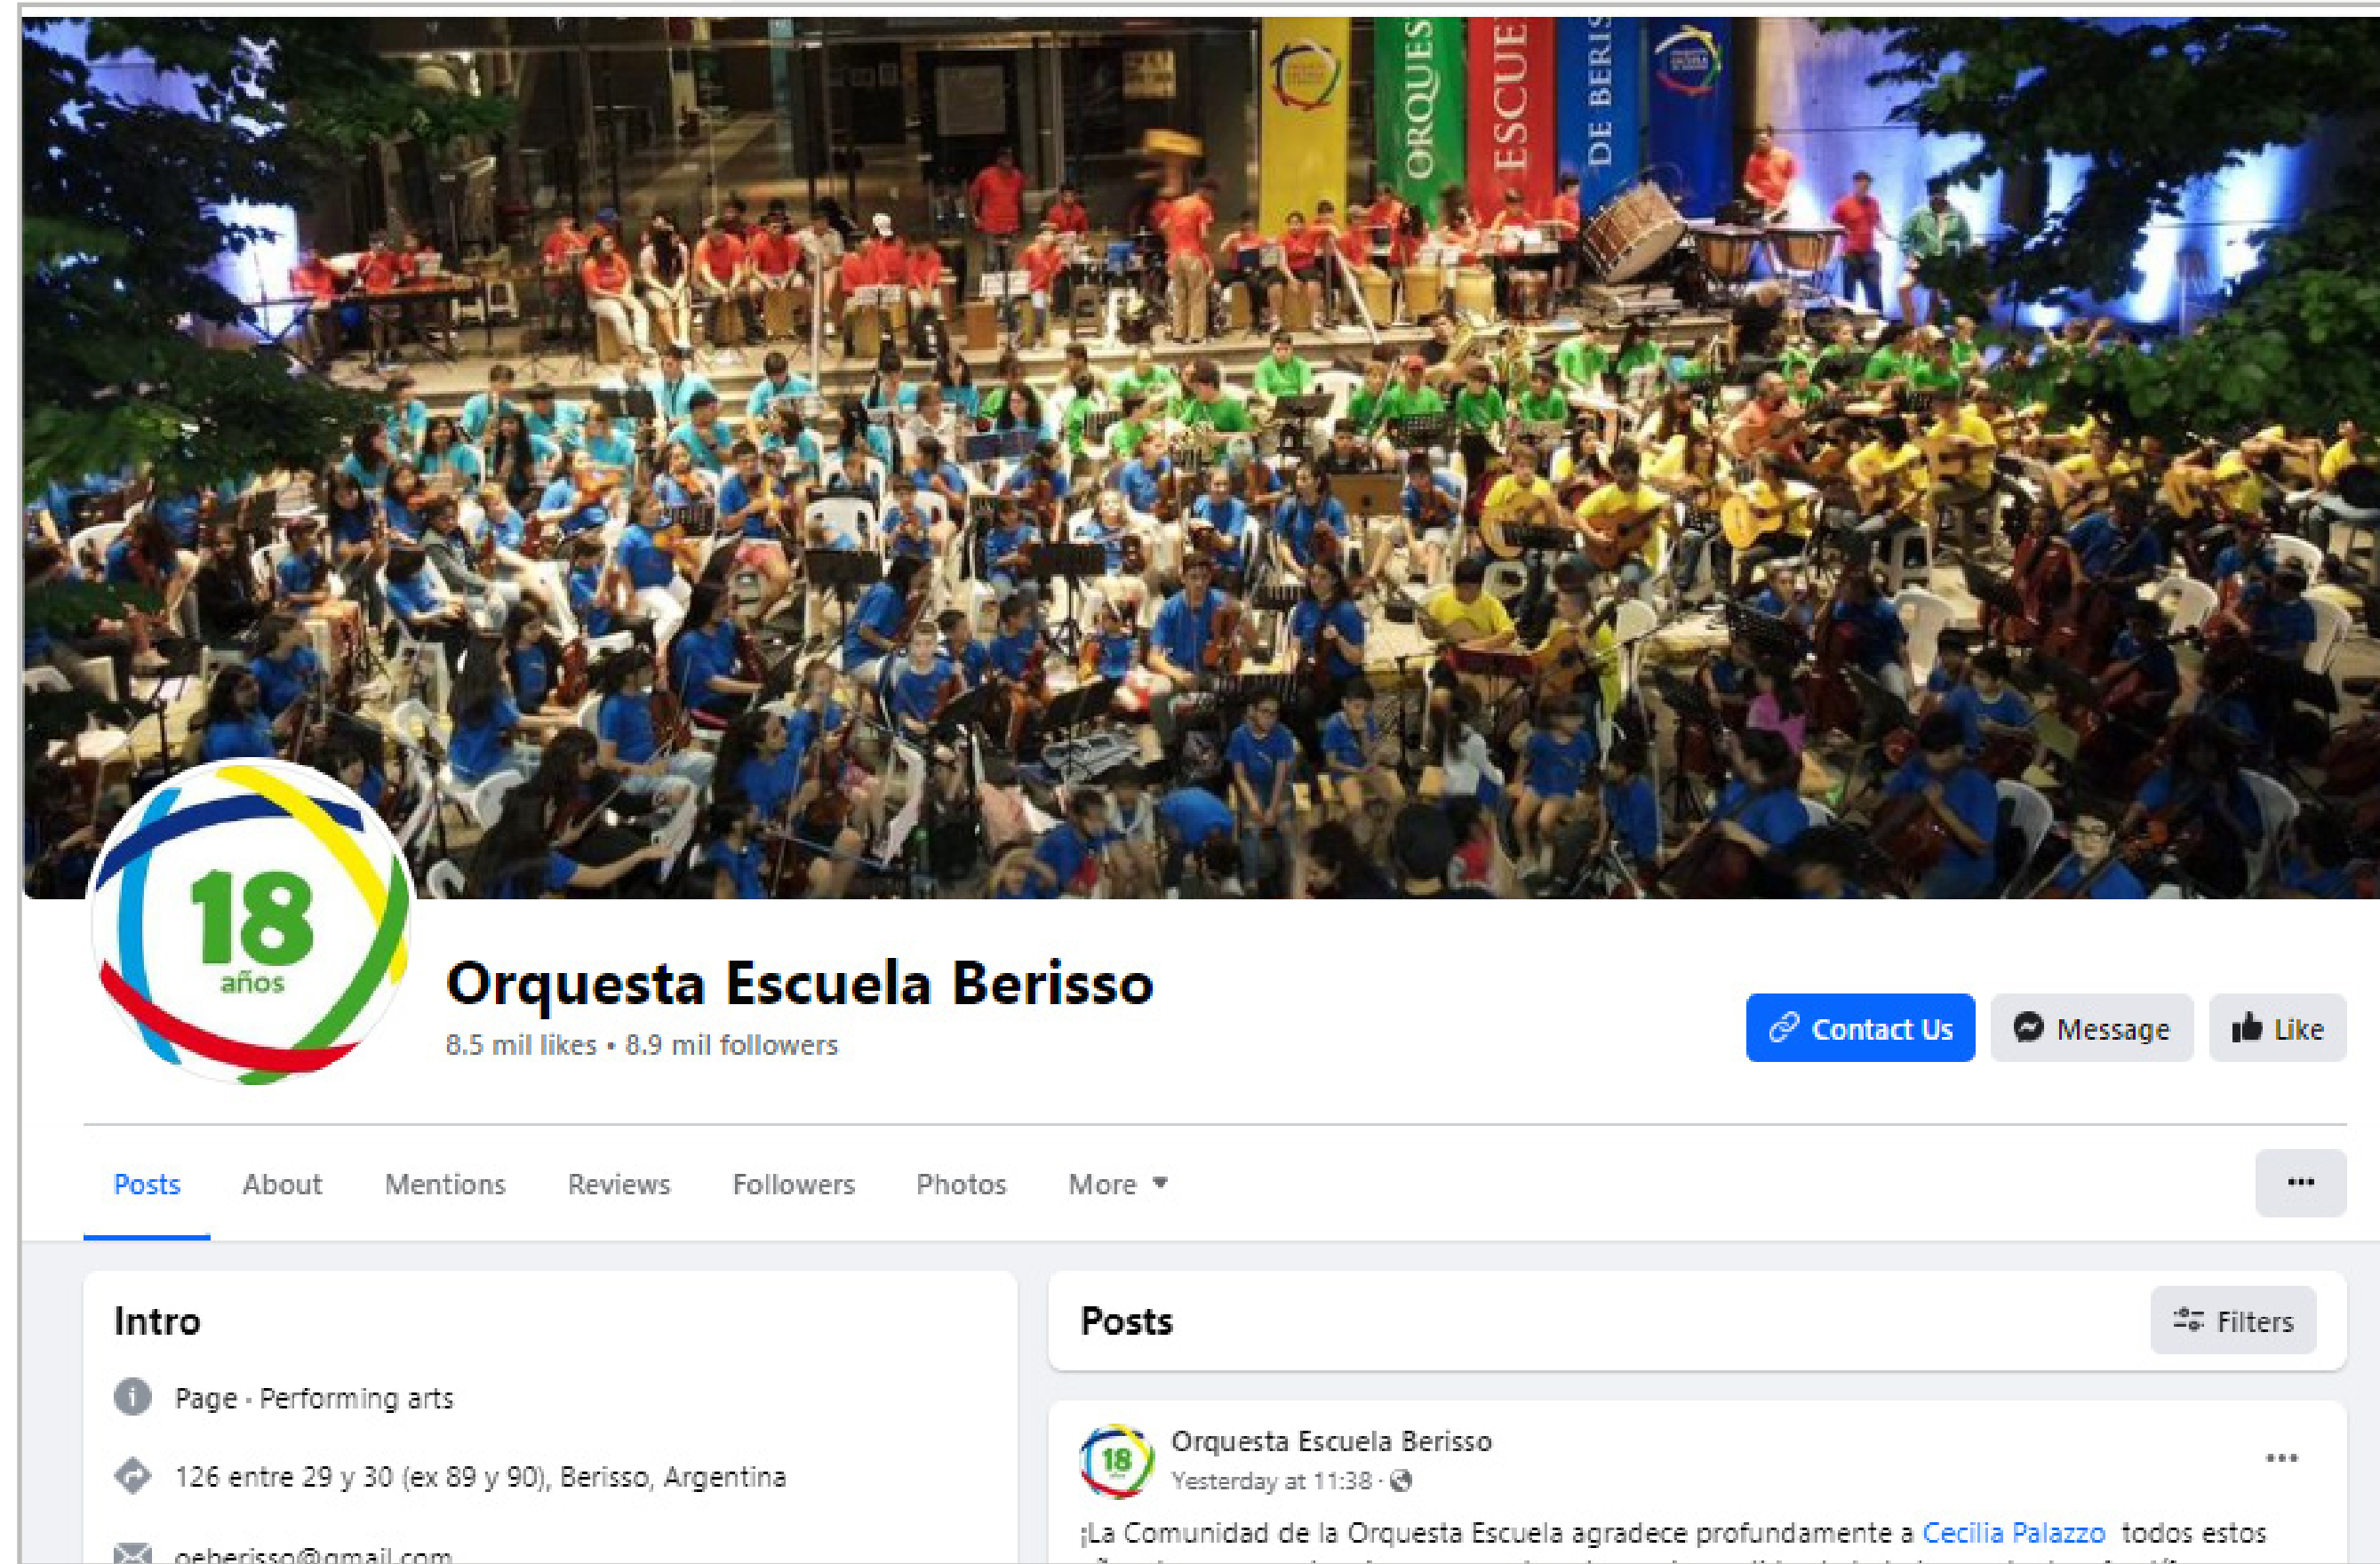 ORQUES
ESCUE
DE BERIS
18
años
Orquesta Escuela Berisso
8.5 mil likes • 8.9 mil followers
Contact Us
Message
Like
Posts
About
Mentions
Reviews
Followers
Photos
More
Intro
Page · Performing arts
126 entre 29 y 30 (ex 89 y 90), Berisso, Argentina
oeberisso@gmail.com
Posts
Filters
18
Orquesta Escuela Berisso
Yesterday at 11:38 ·
¡La Comunidad de la Orquesta Escuela agradece profundamente a Cecilia Palazzo todos estos